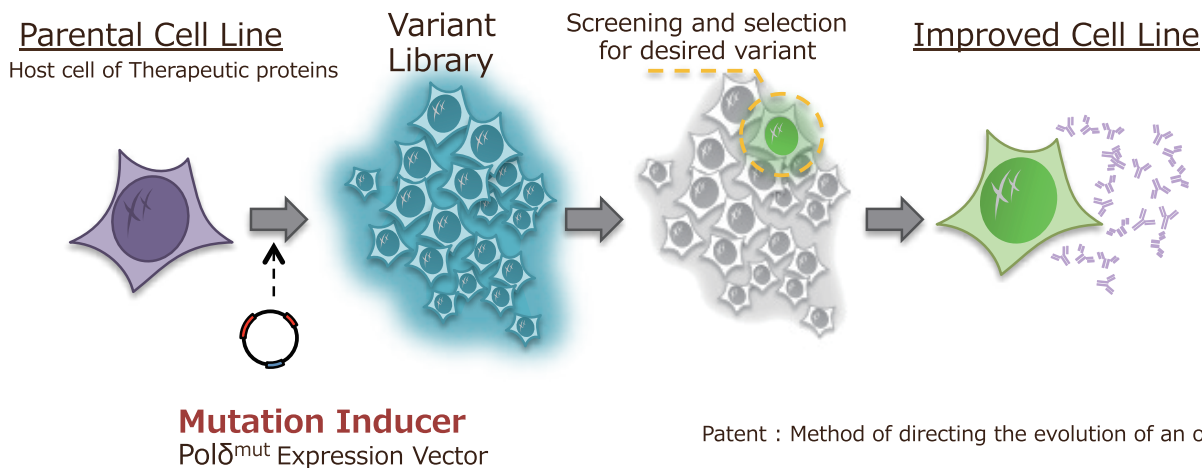 Parental Cell Line
Host cell of Therapeutic proteins
Variant
Library
Screening and selection
for desired variant
Improved Cell Line
Mutation Inducer
Polδmut Expression Vector
Patent : Method of directing the evolution of an o